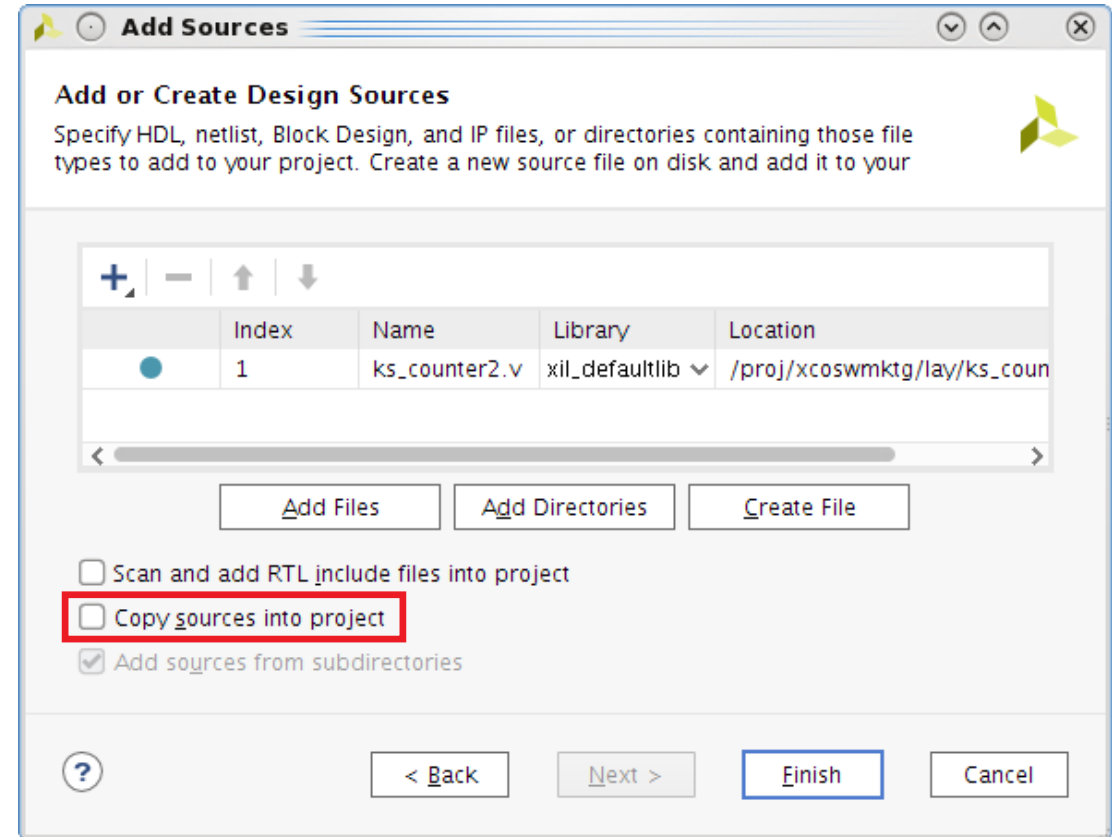 Add Sources
Add or Create Design Sources
Specify HDL, netlist, Block Design, and IP files, or directories containing those file
types to add to your project. Create a new source file on disk and add it to your
Index Name Library Location
1 ks_counter2.v xil_defaultlib /proj/xcoswmktg/lay/ks_coun
Add Files Add Directories Create File
Scan and add RTL include files into project
Copy sources into project
Add sources from subdirectories
? < Back Next > Finish Cancel